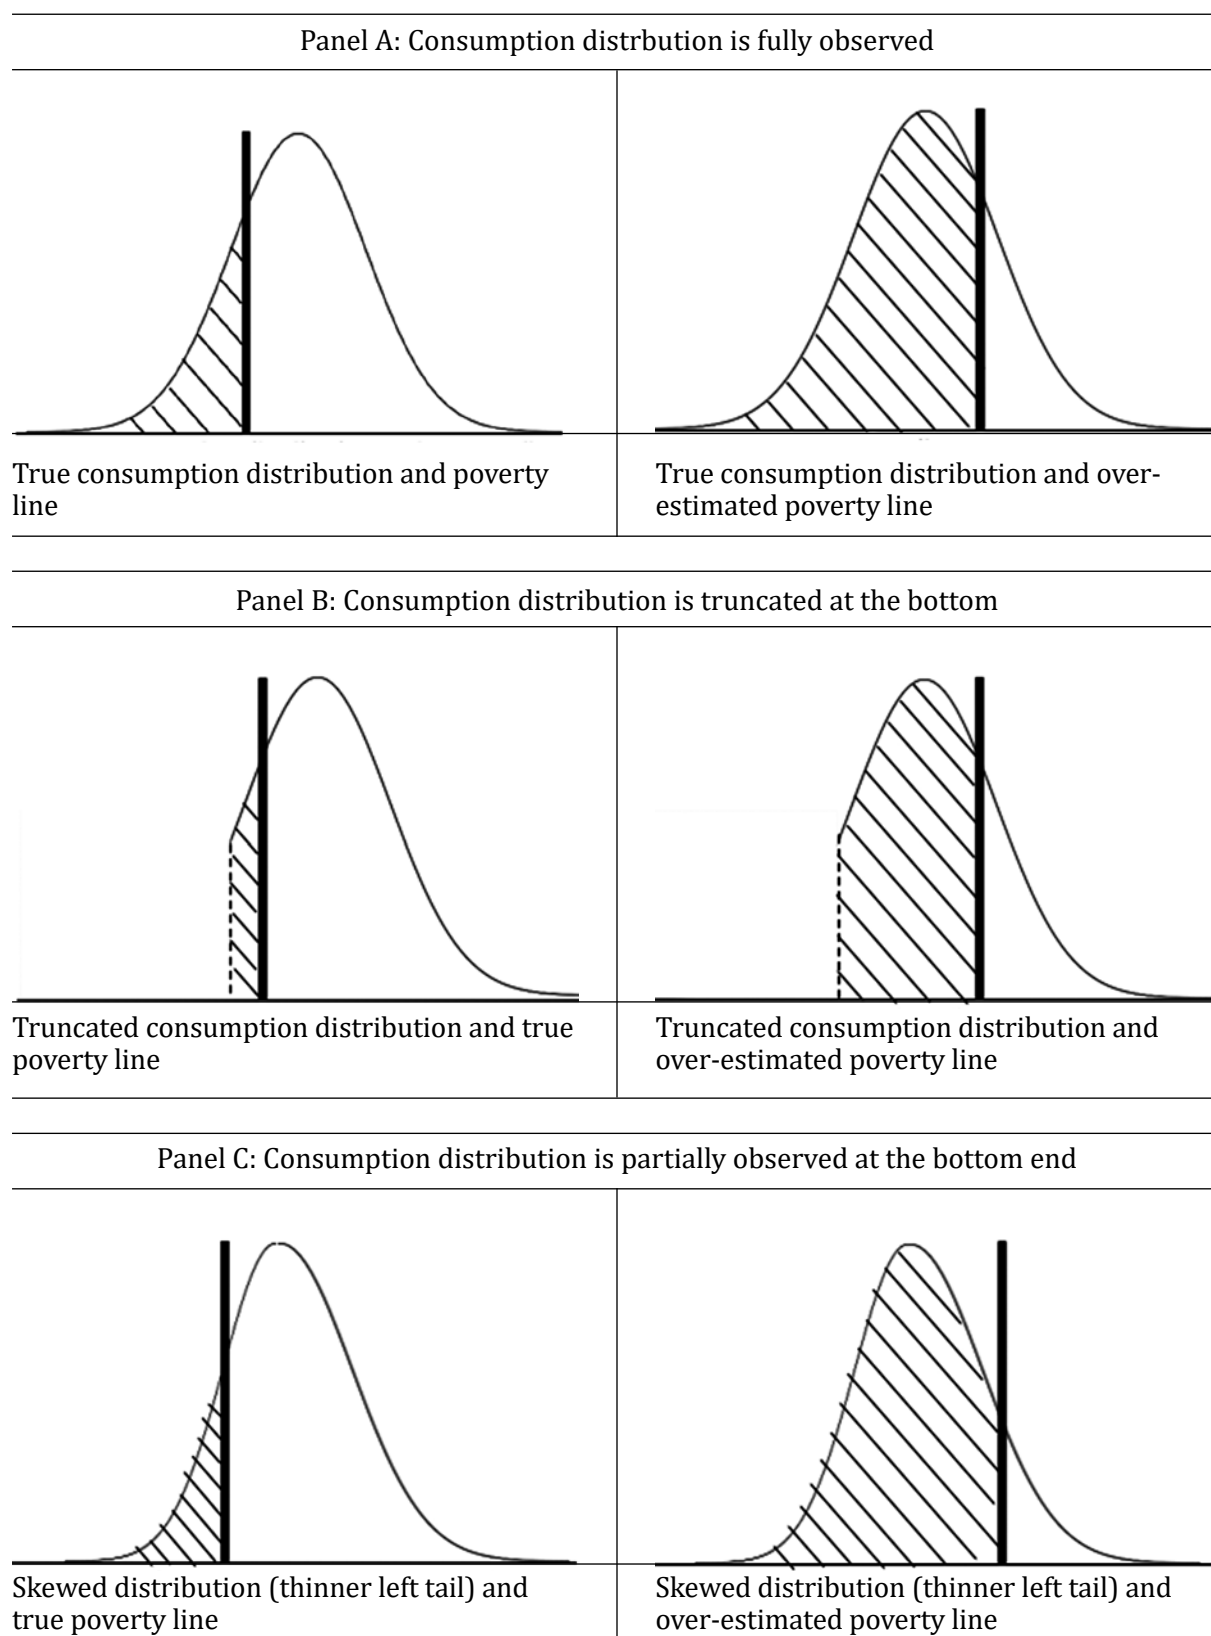 Panel A: Consumption distrbution is fully observed
True consumption distribution and poverty
line
True consumption distribution and over-
estimated poverty line
Panel B: Consumption distribution is truncated at the bottom
Truncated consumption distribution and true
poverty line
Truncated consumption distribution and
over-estimated poverty line
Panel C: Consumption distribution is partially observed at the bottom end
Skewed distribution (thinner left tail) and
true poverty line
Skewed distribution (thinner left tail) and
over-estimated poverty line